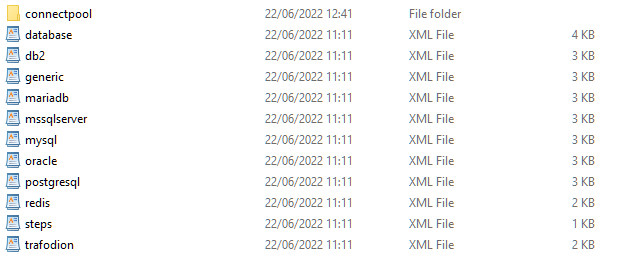 connectpool 22/06/2022 12:41 File folder
database 22/06/2022 11:11 XML File 4 KB
db2 22/06/2022 11:11 XML File 3 KB
generic 22/06/2022 11:11 XML File 3 KB
mariadb 22/06/2022 11:11 XML File 3 KB
mssqlserver 22/06/2022 11:11 XML File 3 KB
mysql 22/06/2022 11:11 XML File 3 KB
oracle 22/06/2022 11:11 XML File 3 KB
postgresql 22/06/2022 11:11 XML File 3 KB
redis 22/06/2022 11:11 XML File 2 KB
steps 22/06/2022 11:11 XML File 1 KB
trafodion 22/06/2022 11:11 XML File 2 KB